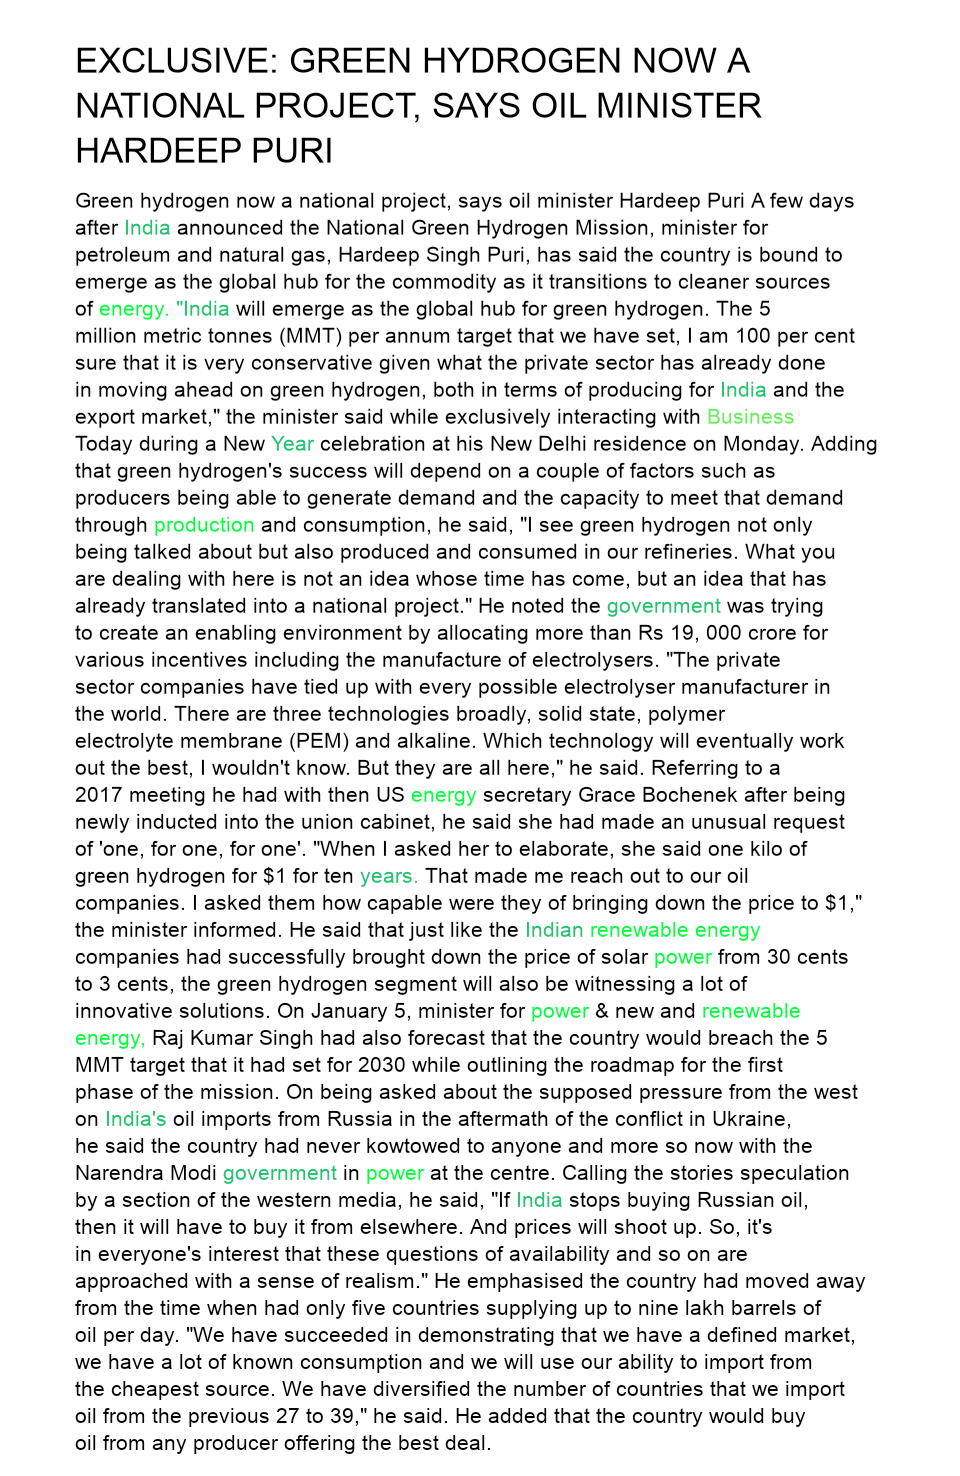 EXCLUSIVE: GREEN HYDROGEN NOW A
NATIONAL PROJECT, SAYS OIL MINISTER
HARDEEP PURI
Green hydrogen now a national project, says oil minister Hardeep Puri A few days
after India announced the National Green Hydrogen Mission, minister for
petroleum and natural gas, Hardeep Singh Puri, has said the country is bound to
emerge as the global hub for the commodity as it transitions to cleaner sources
of energy. "India will emerge as the global hub for green hydrogen. The 5
million metric tonnes (MMT) per annum target that we have set, I am 100 per cent
sure that it is very conservative given what the private sector has already done
in moving ahead on green hydrogen, both in terms of producing for India and the
export market," the minister said while exclusively interacting with Business
Today during a New Year celebration at his New Delhi residence on Monday. Adding
that green hydrogen's success will depend on a couple of factors such as
producers being able to generate demand and the capacity to meet that demand
through production and consumption, he said, "I see green hydrogen not only
being talked about but also produced and consumed in our refineries. What you
are dealing with here is not an idea whose time has come, but an idea that has
already translated into a national project." He noted the government was trying
to create an enabling environment by allocating more than Rs 19, 000 crore for
various incentives including the manufacture of electrolysers. "The private
sector companies have tied up with every possible electrolyser manufacturer in
the world. There are three technologies broadly, solid state, polymer
electrolyte membrane (PEM) and alkaline. Which technology will eventually work
out the best, I wouldn't know. But they are all here," he said. Referring to a
2017 meeting he had with then US energy secretary Grace Bochenek after being
newly inducted into the union cabinet, he said she had made an unusual request
of 'one, for one, for one'. "When I asked her to elaborate, she said one kilo of
green hydrogen for $1 for ten years. That made me reach out to our oil
companies. I asked them how capable were they of bringing down the price to $1,"
the minister informed. He said that just like the Indian renewable energy
companies had successfully brought down the price of solar power from 30 cents
to 3 cents, the green hydrogen segment will also be witnessing a lot of
innovative solutions. On January 5, minister for power & new and renewable
energy, Raj Kumar Singh had also forecast that the country would breach the 5
MMT target that it had set for 2030 while outlining the roadmap for the first
phase of the mission. On being asked about the supposed pressure from the west
on India's oil imports from Russia in the aftermath of the conflict in Ukraine,
he said the country had never kowtowed to anyone and more so now with the
Narendra Modi government in power at the centre. Calling the stories speculation
by a section of the western media, he said, "If India stops buying Russian oil,
then it will have to buy it from elsewhere. And prices will shoot up. So, it's
in everyone's interest that these questions of availability and so on are
approached with a sense of realism." He emphasised the country had moved away
from the time when had only five countries supplying up to nine lakh barrels of
oil per day. "We have succeeded in demonstrating that we have a defined market,
we have a lot of known consumption and we will use our ability to import from
the cheapest source. We have diversified the number of countries that we import
oil from the previous 27 to 39," he said. He added that the country would buy
oil from any producer offering the best deal.